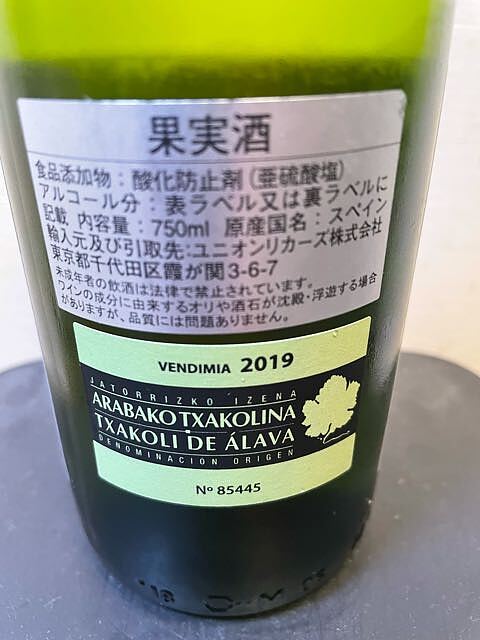 果実酒
食品添加物：酸化防止剤(亜硫酸塩)
アルコール分：表ラベル又は裏ラベルに
記載 内容量：750ml 原産国名：スペイン
輸入元及び引取先:ユニオンリカーズ株式会社
東京都千代田区霞が関3-6-7
未成年者の飲酒は法律で禁止されています。
ワインの成分に由来するオリや酒石が沈殿・浮遊する場合
がありますが、品質には問題ありません。
VENDIMIA 2019
JATORRIZKO IZENA
ARABAKO TXAKOLINA
TXAKOLI DE ÁLAVA
DENOMINACIÓN ORIGEN
Nº 85445